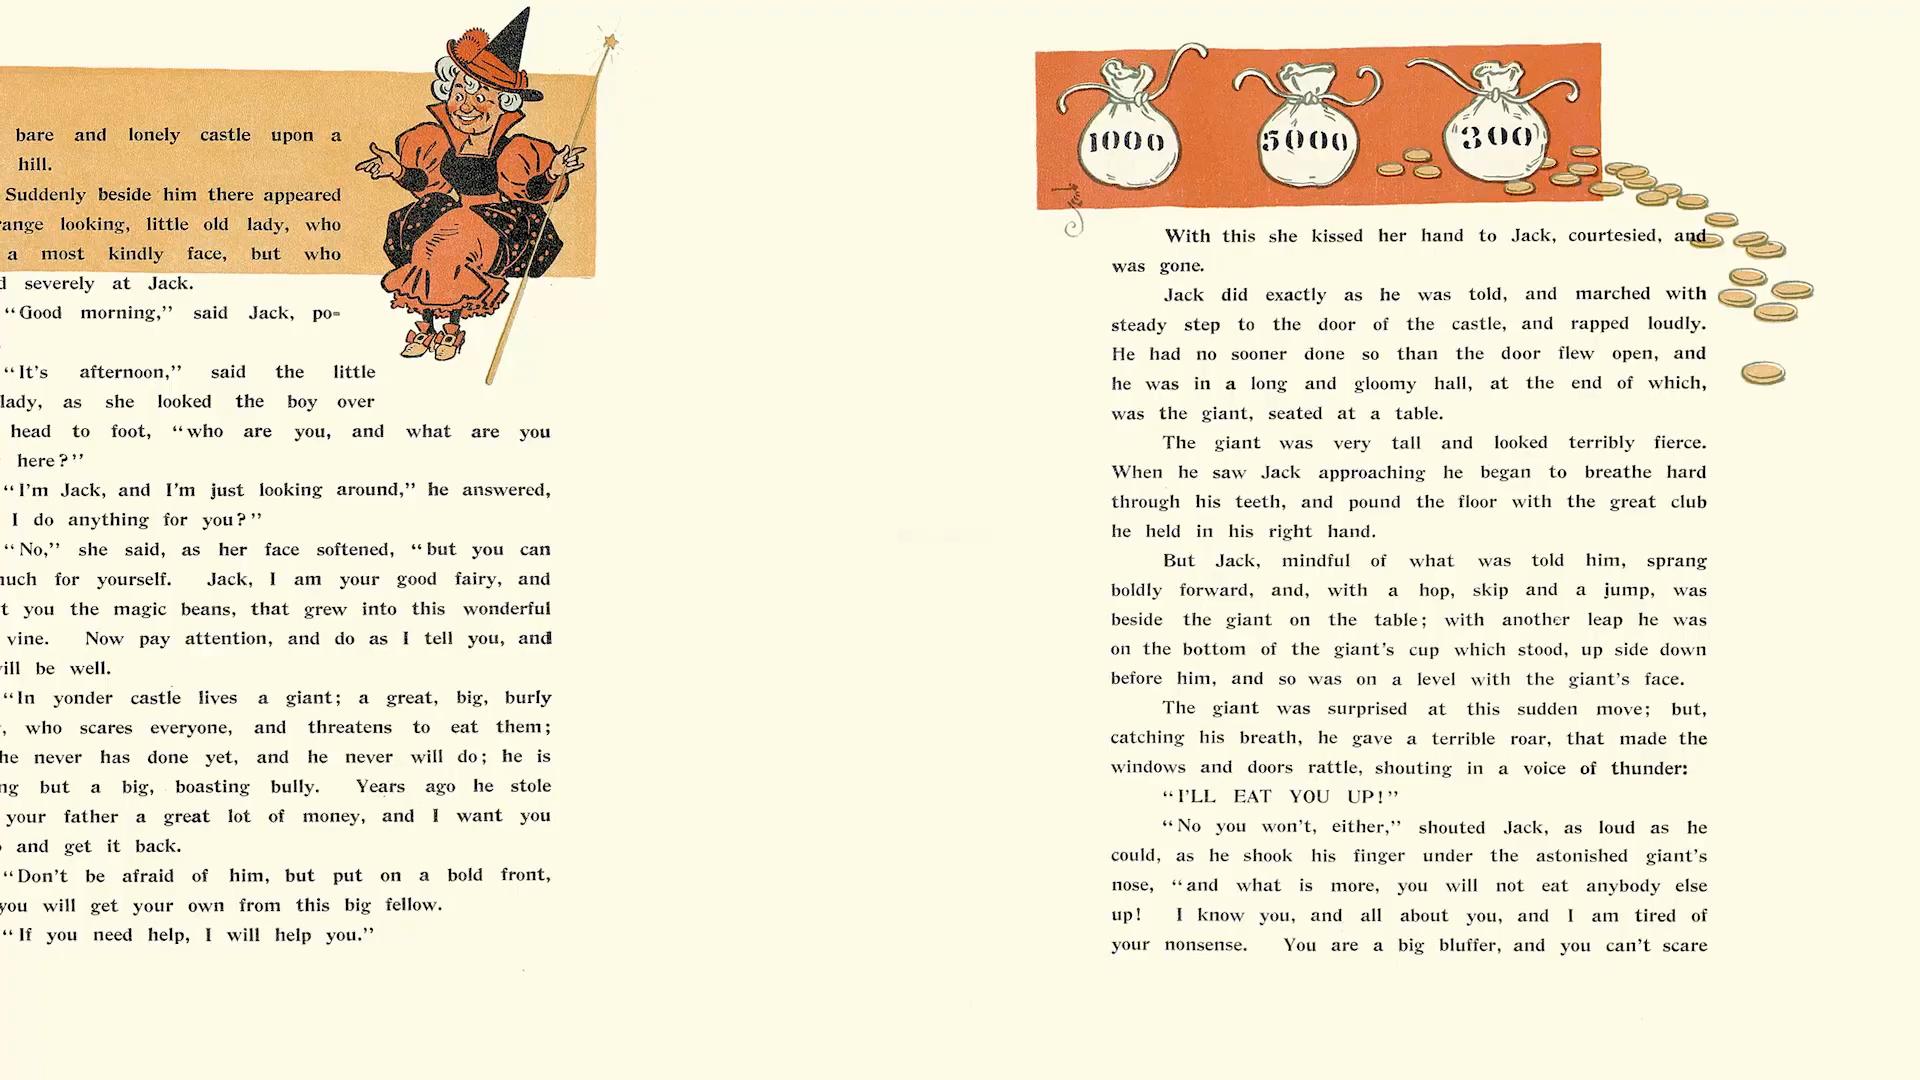 bare and lonely castle upon a
hill.
Suddenly beside him there appeared
range looking, little old lady, who
a most kindly face, but who
d severely at Jack.
“Good morning,” said Jack, po=
“It's afternoon,” said the little
lady, as she looked the boy over
head to foot, “who are you, and what are you
here?”
“I'm Jack, and I'm just looking around,” he answered,
I do anything for you?”
“No,” she said, as her face softened, “but you can
much for yourself. Jack, I am your good fairy, and
t you the magic beans, that grew into this wonderful
vine. Now pay attention, and do as I tell you, and
will be well.
“In yonder castle lives a giant; a great, big, burly
, who scares everyone, and threatens to eat them;
he never has done yet, and he never will do; he is
ng but a big, boasting bully. Years ago he stole
your father a great lot of money, and I want you
and get it back.
“Don't be afraid of him, but put on a bold front,
you will get your own from this big fellow.
“If you need help, I will help you.”
1000 5000 300
With this she kissed her hand to Jack, courtesied, and
was gone.
Jack did exactly as he was told, and marched with
steady step to the door of the castle, and rapped loudly.
He had no sooner done so than the door flew open, and
he was in a long and gloomy hall, at the end of which,
was the giant, seated at a table.
The giant was very tall and looked terribly fierce.
When he saw Jack approaching he began to breathe hard
through his teeth, and pound the floor with the great club
he held in his right hand.
But Jack, mindful of what was told him, sprang
boldly forward, and, with a hop, skip and a jump, was
beside the giant on the table; with another leap he was
on the bottom of the giant's cup which stood, up side down
before him, and so was on a level with the giant's face.
The giant was surprised at this sudden move; but,
catching his breath, he gave a terrible roar, that made the
windows and doors rattle, shouting in a voice of thunder:
“I'LL EAT YOU UP!”
“No you won't, either,” shouted Jack, as loud as he
could, as he shook his finger under the astonished giant's
nose, “and what is more, you will not eat anybody else
up! I know you, and all about you, and I am tired of
your nonsense. You are a big bluffer, and you can't scare